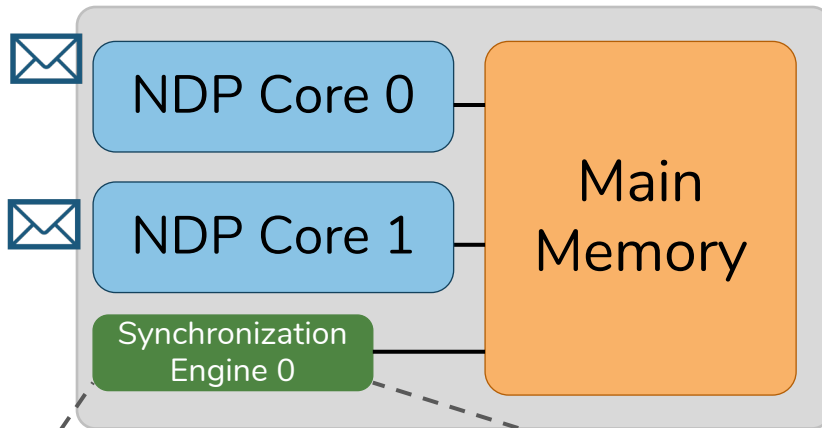 NDP Core 0
NDP Core 1
Synchronization
Engine 0
Main
Memory